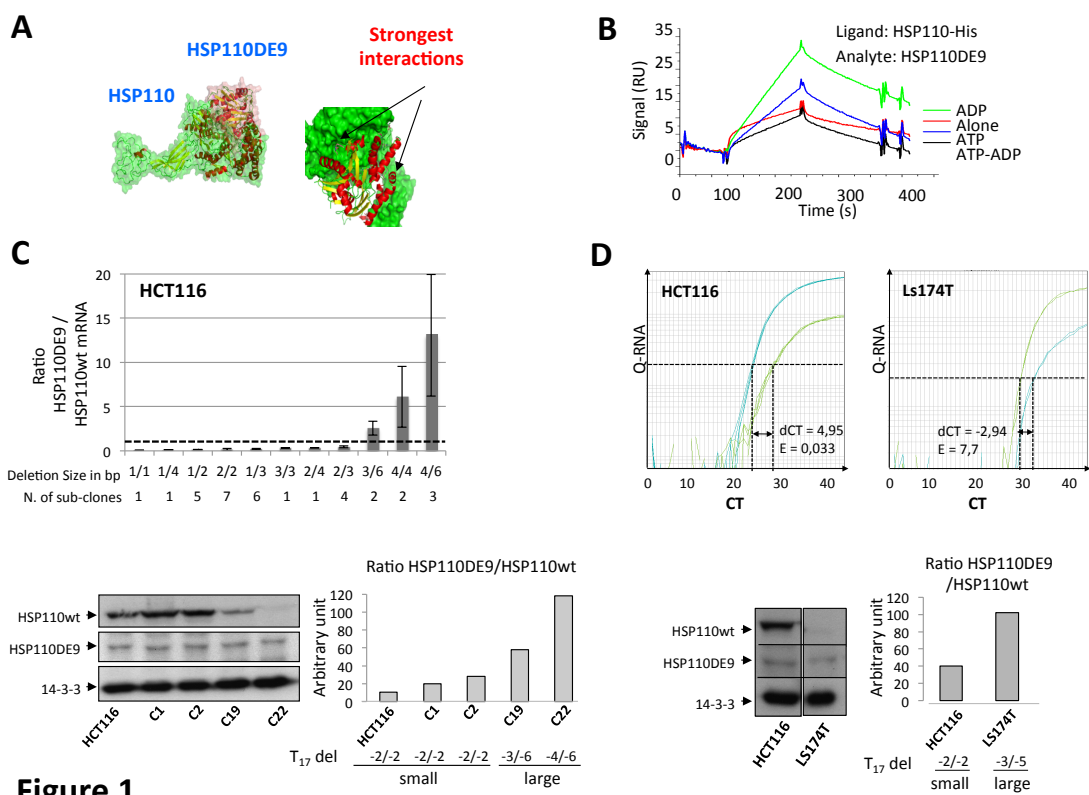 A
HSP110DE9
HSP110
Strongest
interactions
B
Ligand: HSP110-His
Analyte: HSP110DE9
Signal (RU)
35
25
15
5
0
0
100
200
300
400
Time (s)
ADP
Alone
ATP
ATP-ADP
C
HCT116
Ratio
HSP110DE9 /
HSP110wt mRNA
20
15
10
5
0
Deletion Size in bp 1/1 1/4 1/2 2/2 1/3 3/3 2/4 2/3 3/6 4/4 4/6
N. of sub-clones 1 1 5 7 6 1 1 4 2 2 3
HSP110wt
HSP110DE9
14-3-3
HCT116 C1 C2 C19 C22
Ratio HSP110DE9/HSP110wt
Arbitrary unit
120
100
80
60
40
20
0
HCT116 C1 C2 C19 C22
T17 del -2/-2 -2/-2 -2/-2 -3/-6 -4/-6
small large
D
HCT116
Q-RNA
dCT = 4,95
E = 0,033
0 10 20 30 40
CT
Ls174T
Q-RNA
dCT = -2,94
E = 7,7
0 10 20 30 40
CT
HSP110wt
HSP110DE9
14-3-3
HCT116 LS174T
Ratio HSP110DE9
/HSP110wt
Arbitrary unit
120
100
80
60
40
20
0
HCT116 LS174T
T17 del -2/-2 -3/-5
small large
Figure 1